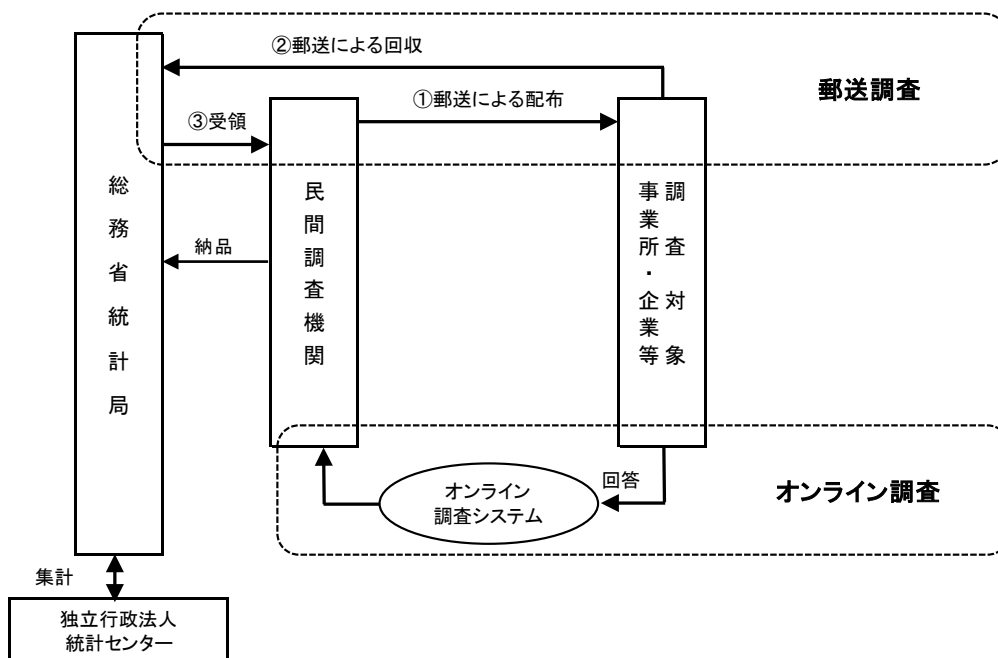 ②郵送による回収
郵送調査
①郵送による配布
③受領
総務省統計局
民間調査機関
調査対象
事業所・企業等
納品
回答
オンライン
調査システム
オンライン調査
集計
独立行政法人
統計センター